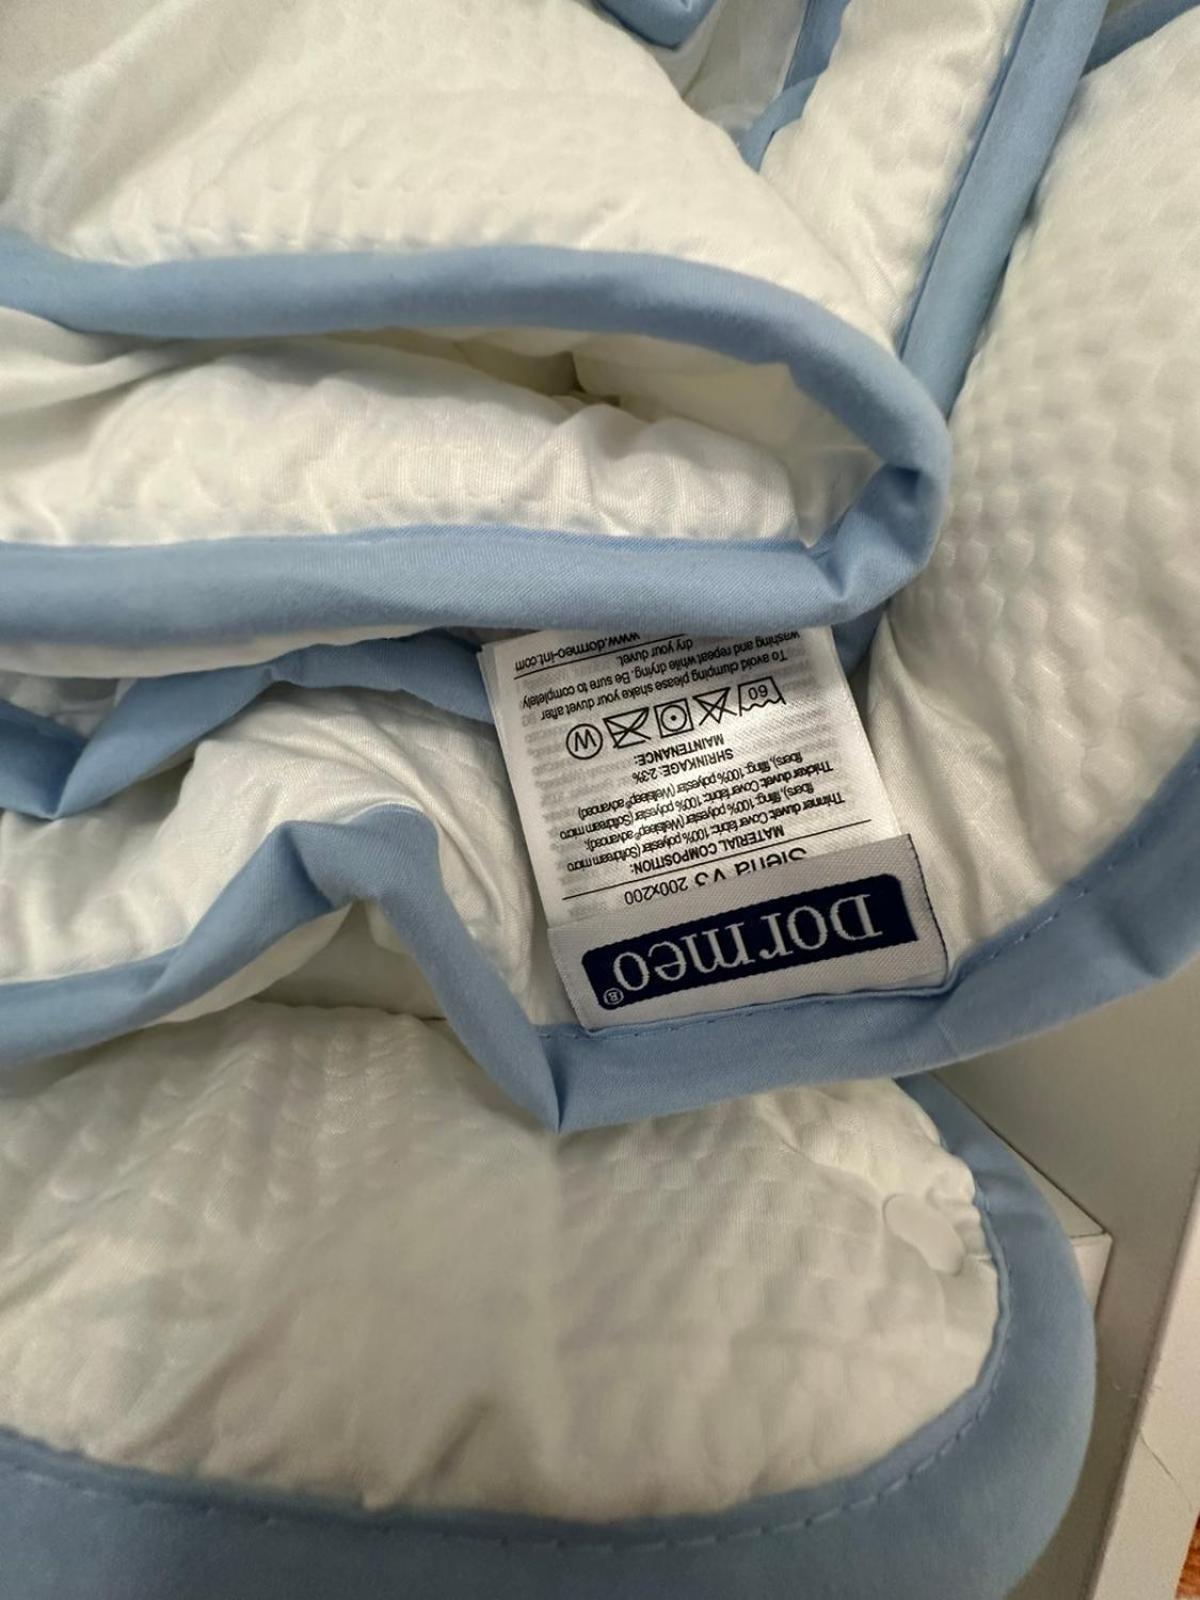 Dormeo®
Siena V3 200x200
MATERIAL COMPOSITION:
Thinner duvet: Cover fabric: 100% polyester (Softdream micro
fibers), filling: 100% polyester (Wellsleep® advanced),
Thicker duvet: Cover fabric: 100% polyester (Softdream micro
fibers), filling: 100% polyester (Wellsleep® advanced)
SHRINKAGE: 2-3%
MAINTENANCE:
60 W
To avoid clumping please shake your duvet after
washing and repeat while drying. Be sure to completely
dry your duvet.
www.dormeo-int.com